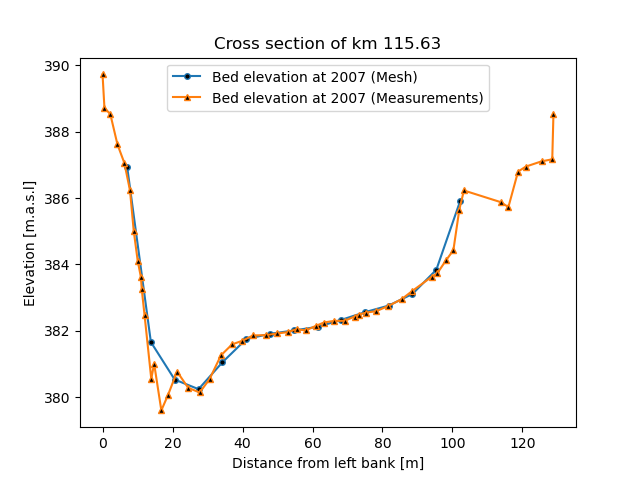 Cross section of km 115.63
Bed elevation at 2007 (Mesh)
Bed elevation at 2007 (Measurements)
Elevation [m.a.s.l]
390
388
386
384
382
380
0 20 40 60 80 100 120
Distance from left bank [m]